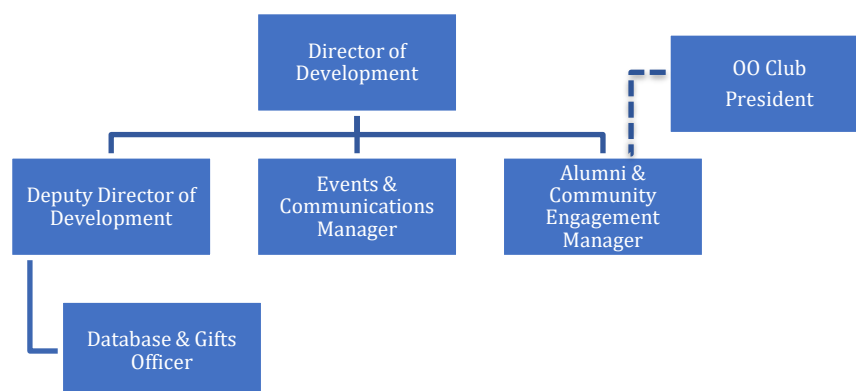 Director of
Development
OO Club
President
Deputy Director of
Development
Events &
Communications
Manager
Alumni &
Community
Engagement
Manager
Database & Gifts
Officer